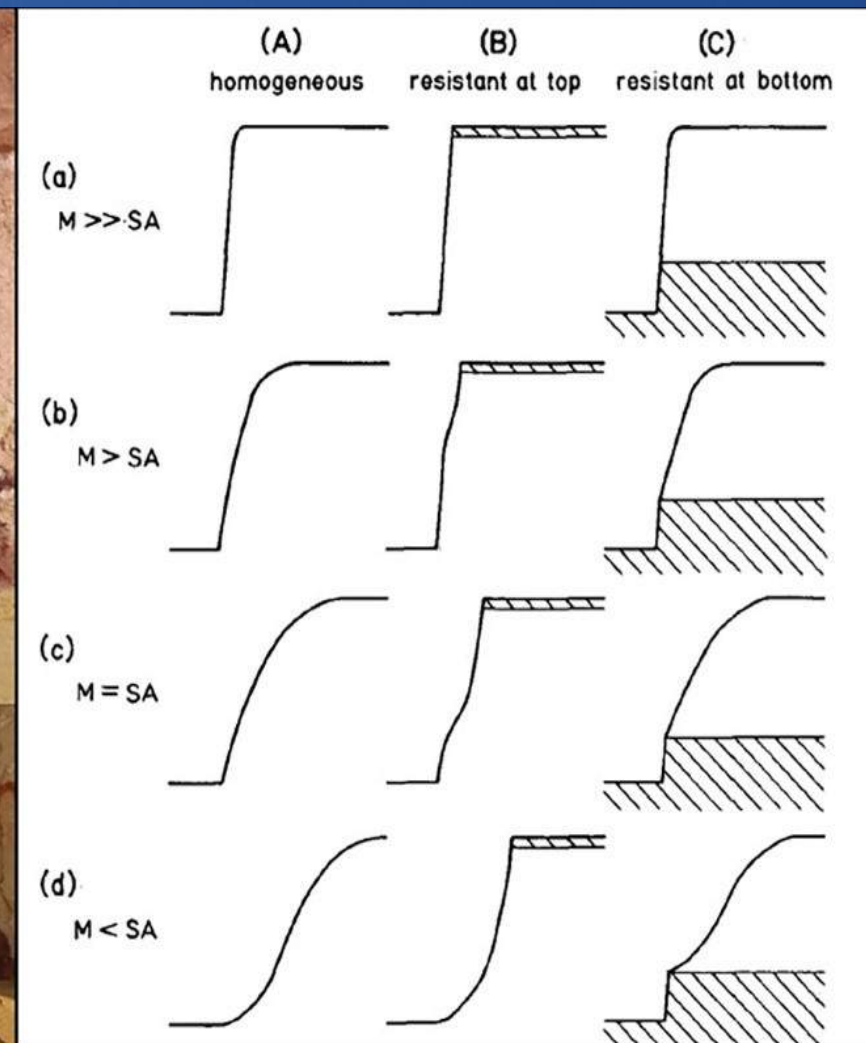 (A) (B) (C)
homogeneous resistant at top resistant at bottom
(a)
M >> SA
(b)
M > SA
(c)
M = SA
(d)
M < SA